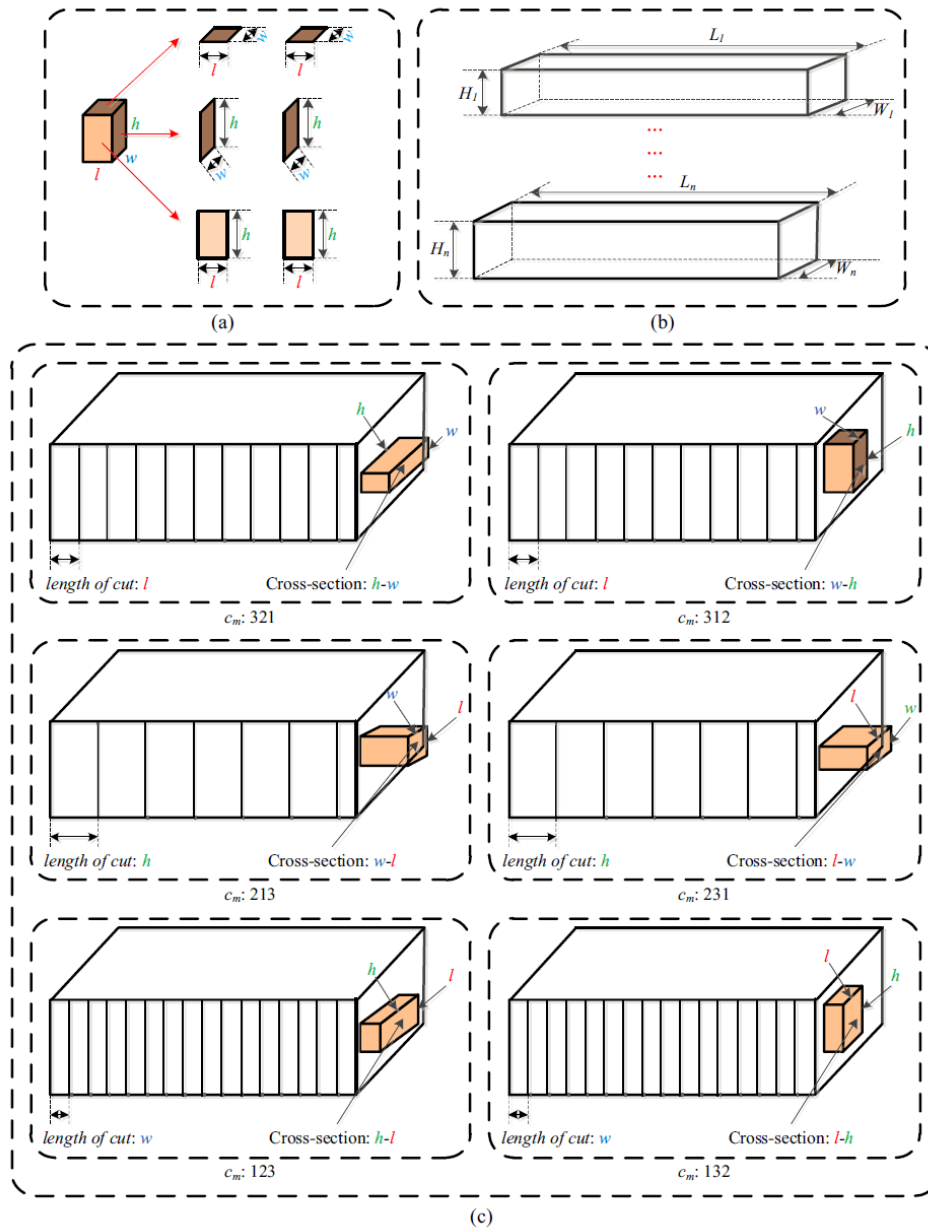 w
w
l
l
h
w
l
h
h
w
w
h
h
l
l
(a)
L₁
H₁
W₁
...
...
...
Lₙ
Hₙ
Wₙ
(b)
h
w
length of cut: l
Cross-section: h-w
cₘ: 321
w
h
length of cut: l
Cross-section: w-h
cₘ: 312
w
l
length of cut: h
Cross-section: w-l
cₘ: 213
l
w
length of cut: h
Cross-section: l-w
cₘ: 231
h
l
length of cut: w
Cross-section: h-l
cₘ: 123
l
h
length of cut: w
Cross-section: l-h
cₘ: 132
(c)